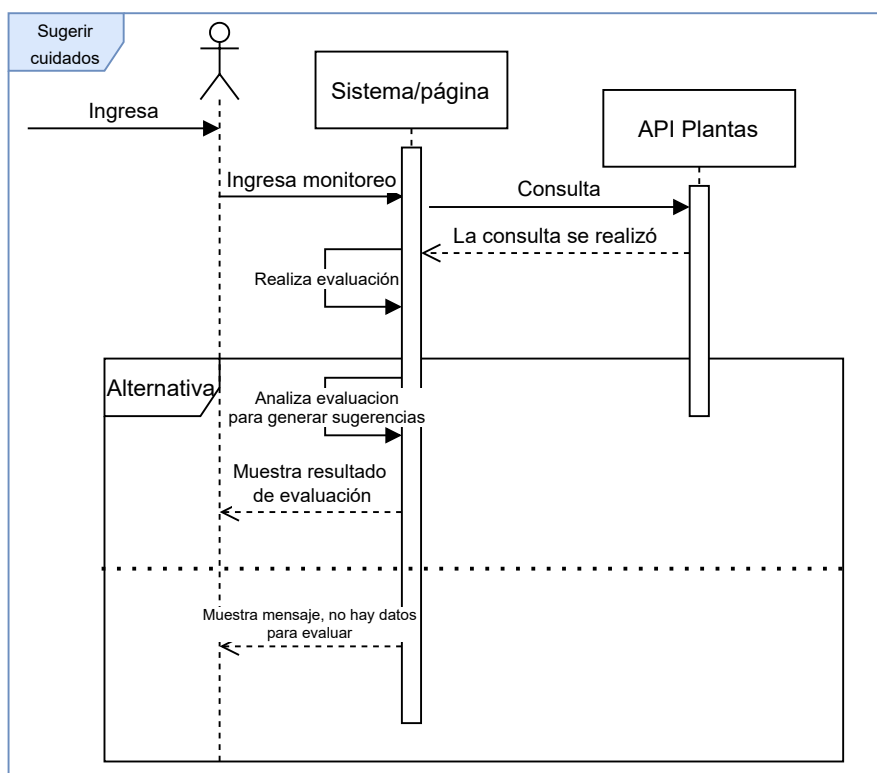 Sugerir
cuidados
Sistema/página
API Plantas
Ingresa
Ingresa monitoreo
Consulta
La consulta se realizó
Realiza evaluación
Alternativa
Analiza evaluacion
para generar sugerencias
Muestra resultado
de evaluación
Muestra mensaje, no hay datos
para evaluar